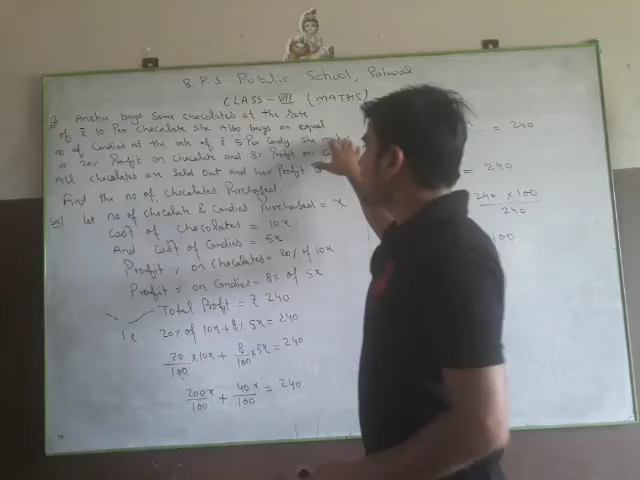 B.P.S Public School, Palwal
CLASS-VIII (MATHS)
Q. Anshu buys Some chocolates at the rate
of ₹ 10 Per chocolate She Also buys an equal
no of Candies at the rate of ₹ 5 Per Candy She makes
a 20% Profit on chocolate and 8% Profit on
All chocolates are Sold Out and her Profit is
Find the no of chocolates Purchased.
Sol Let no of chocolate & Candies Purchased = x
Cost of Chocolates = 10x
And Cost of Candies = 5x
Profit % on Chocolates = 20% of 10x
Profit % on Candies = 8% of 5x
Total Profit = ₹ 240
i.e 20% of 10x + 8% 5x = 240
20/100 × 10x + 8/100 × 5x = 240
200x/100 + 40x/100 = 240
= 240
= 240
240 × 100
240
100